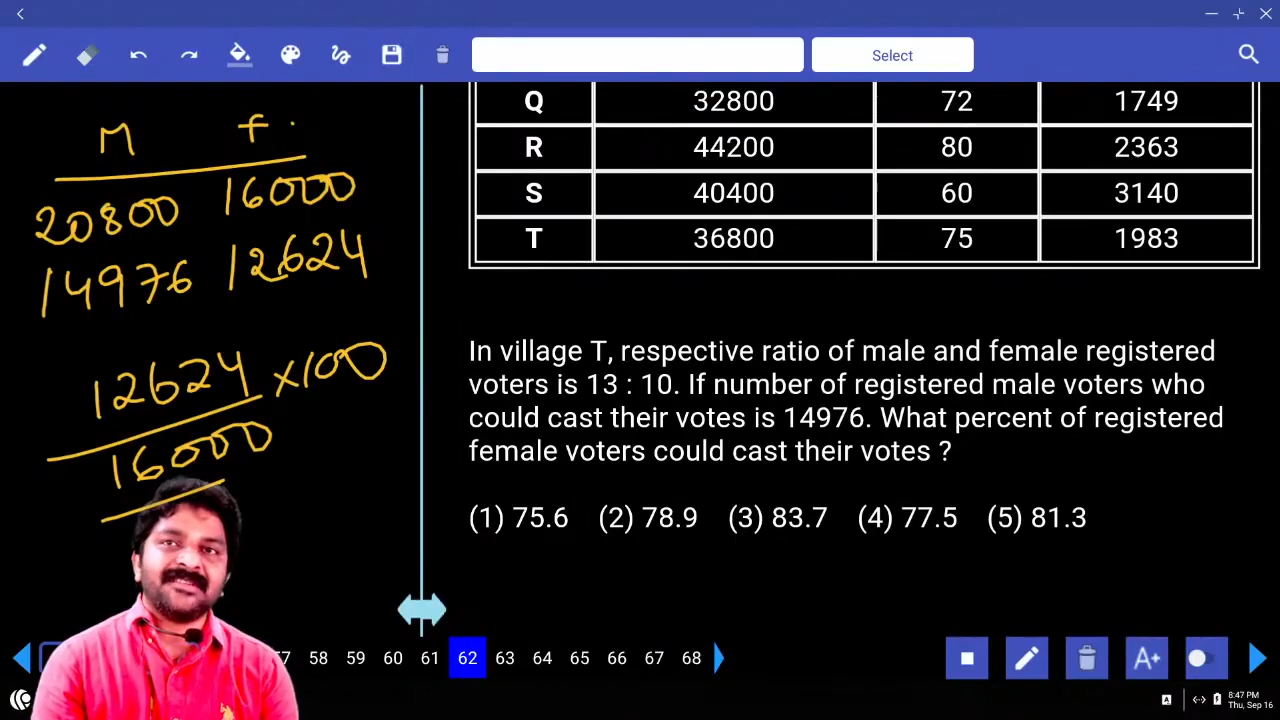 Select
M F
20800 16000
14976 12624
12624 ×100
16000
Q 32800 72 1749
R 44200 80 2363
S 40400 60 3140
T 36800 75 1983
In village T, respective ratio of male and female registered
voters is 13 : 10. If number of registered male voters who
could cast their votes is 14976. What percent of registered
female voters could cast their votes ?
(1) 75.6 (2) 78.9 (3) 83.7 (4) 77.5 (5) 81.3
58 59 60 61 62 63 64 65 66 67 68
A+
A
8:47 PM
Thu, Sep 16